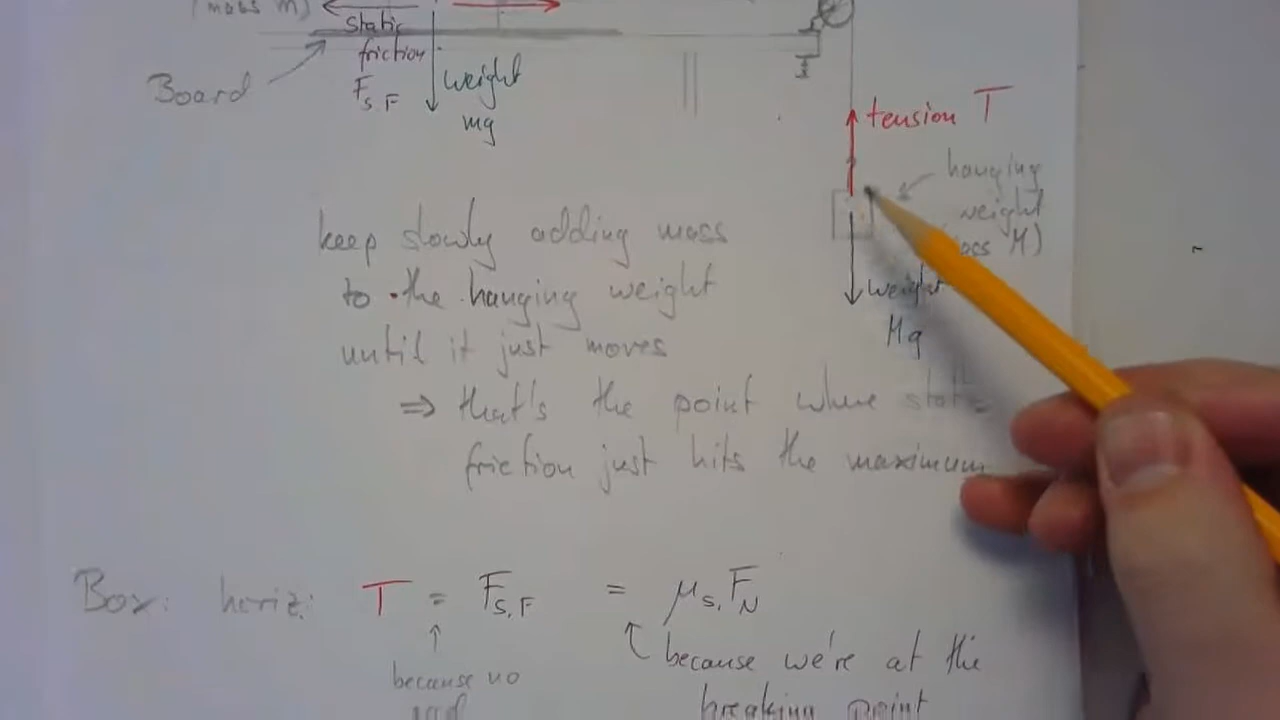 (mass m)
static
friction
F S,F
Board
weight
mg
tension T
hanging
weight
M)
weight
Mg
keep slowly adding mass
to the hanging weight
until it just moves
⇒ that's the point where
friction just hits the maximum
Box: horiz: T = F S,F = μ S, F N
↑ because no
because we're at the
breaking point